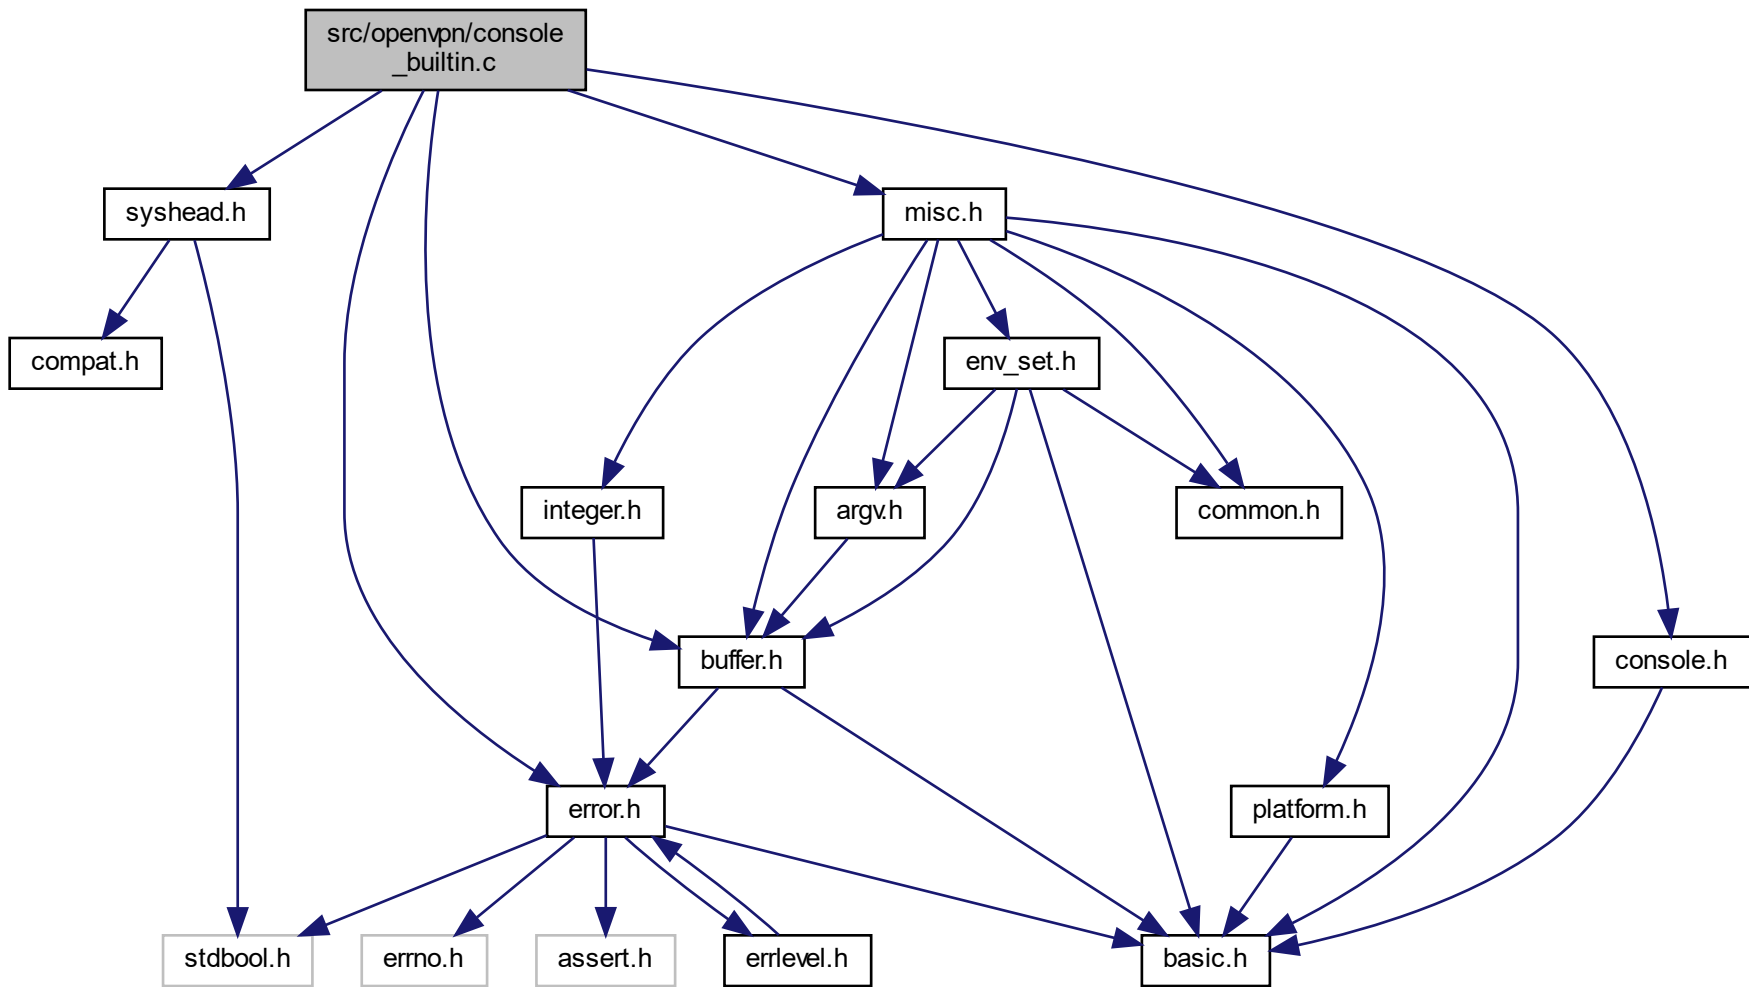 src/openvpn/console
_builtin.c
syshead.h
misc.h
compat.h
env_set.h
integer.h
argv.h
common.h
buffer.h
console.h
error.h
platform.h
stdbool.h
errno.h
assert.h
errlevel.h
basic.h